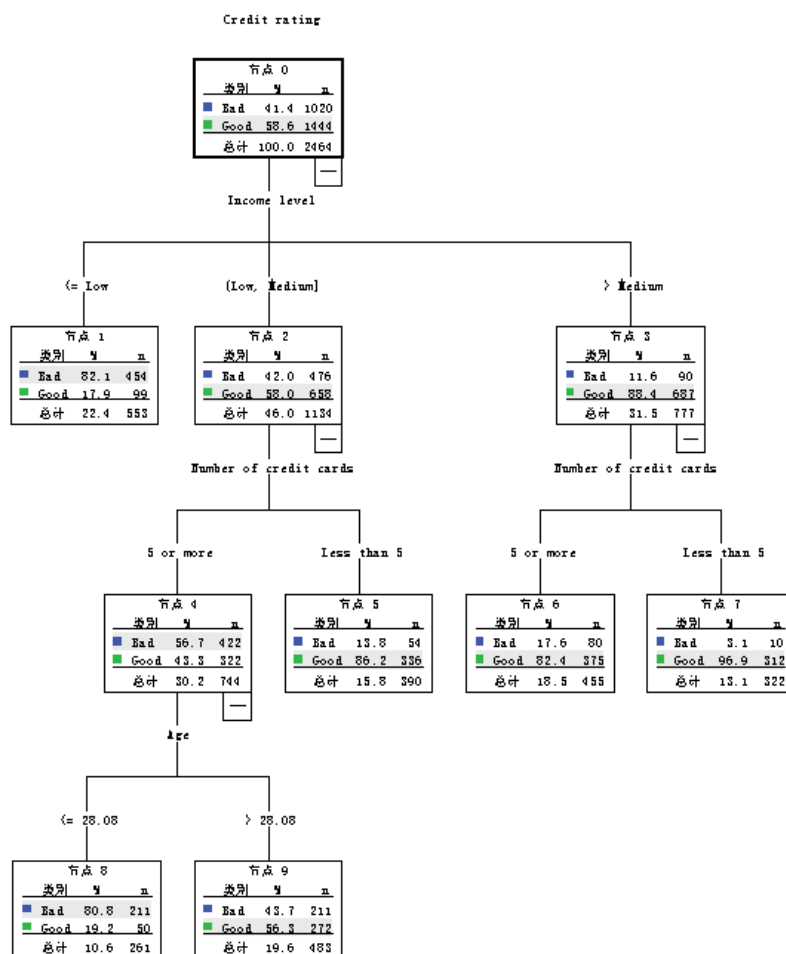 Credit rating
节点 0
类别 % n
Bad 41.4 1020
Good 58.6 1444
总计 100.0 2464
Income level
<= Low
(Low, Medium]
> Medium
节点 1
类别 % n
Bad 82.1 454
Good 17.9 99
总计 22.4 553
节点 2
类别 % n
Bad 42.0 476
Good 58.0 658
总计 46.0 1134
节点 3
类别 % n
Bad 11.6 90
Good 88.4 687
总计 31.5 777
Number of credit cards
Number of credit cards
5 or more
Less than 5
5 or more
Less than 5
节点 4
类别 % n
Bad 56.7 422
Good 43.3 322
总计 30.2 744
节点 5
类别 % n
Bad 13.8 54
Good 86.2 336
总计 15.8 390
节点 6
类别 % n
Bad 17.6 80
Good 82.4 375
总计 18.5 455
节点 7
类别 % n
Bad 3.1 10
Good 96.9 312
总计 13.1 322
Age
<= 28.08
> 28.08
节点 8
类别 % n
Bad 80.8 211
Good 19.2 50
总计 10.6 261
节点 9
类别 % n
Bad 43.7 211
Good 56.3 272
总计 19.6 483